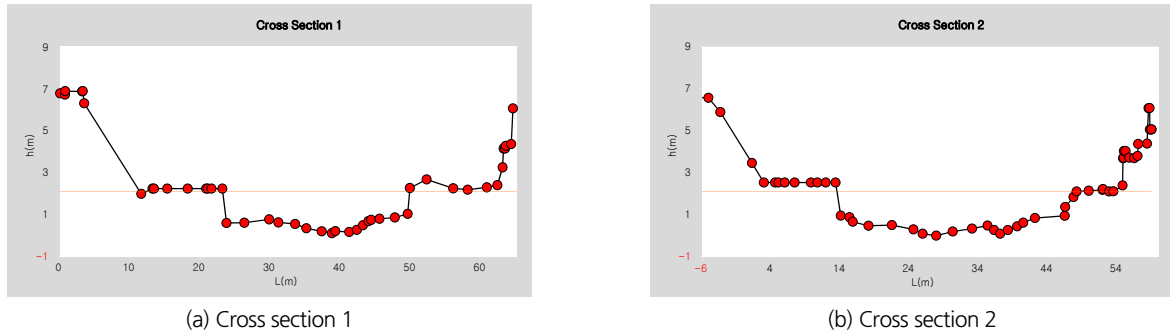 Cross Section 1
9
7
5
3
1
-1
h(m)
0 10 20 30 40 50 60
L(m)
(a) Cross section 1
Cross Section 2
9
7
5
3
1
-1
h(m)
-6 4 14 24 34 44 54
L(m)
(b) Cross section 2